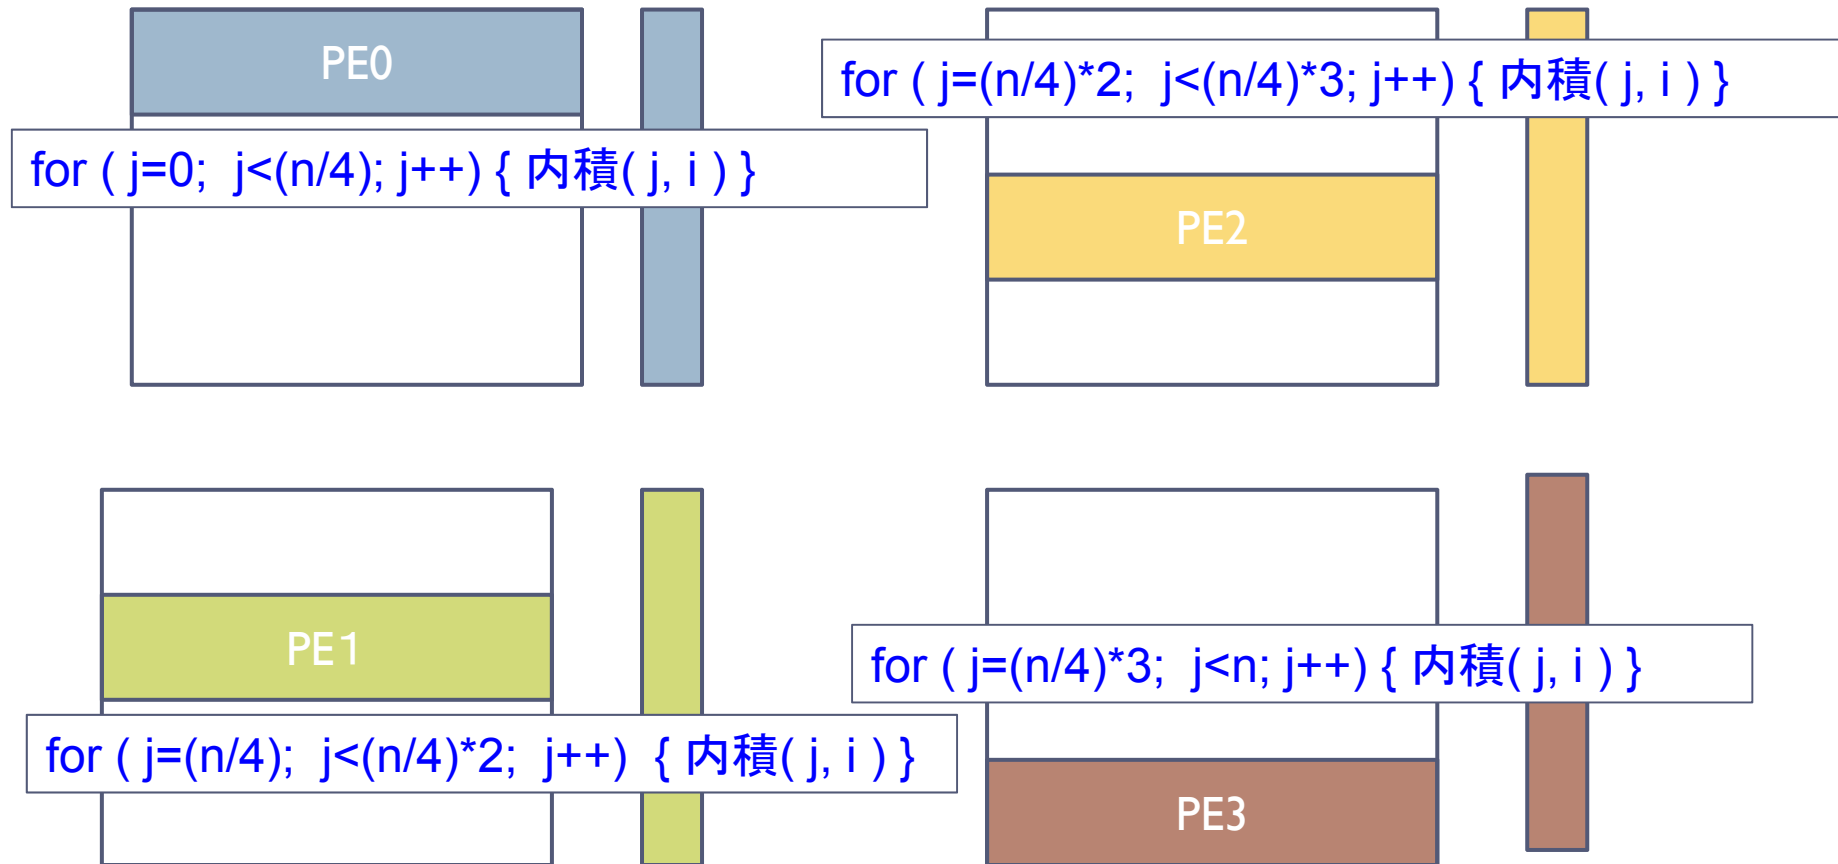 PE0
for ( j=0;  j<(n/4); j++) { 内積( j, i ) }
for ( j=(n/4)*2;  j<(n/4)*3; j++) { 内積( j, i ) }
PE2
PE1
for ( j=(n/4);  j<(n/4)*2;  j++)  { 内積( j, i ) }
for ( j=(n/4)*3;  j<n; j++) { 内積( j, i ) }
PE3